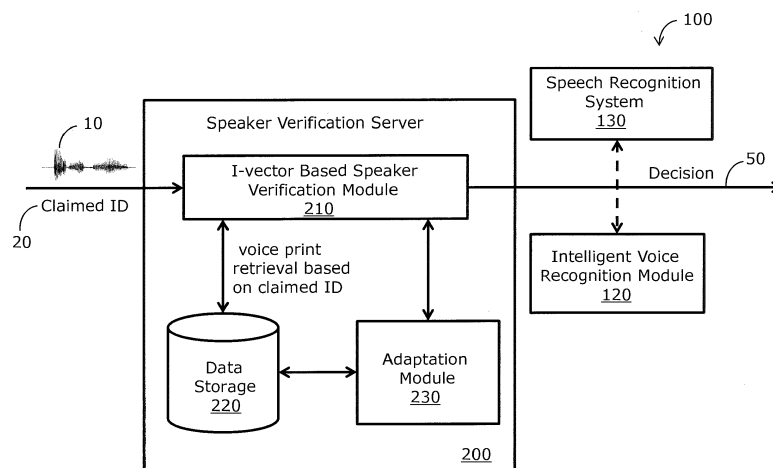 100
Speech Recognition
System
130
10
Speaker Verification Server
I-vector Based Speaker
Verification Module
210
Decision
50
20
Claimed ID
voice print
retrieval based
on claimed ID
Intelligent Voice
Recognition Module
120
Data
Storage
220
Adaptation
Module
230
200